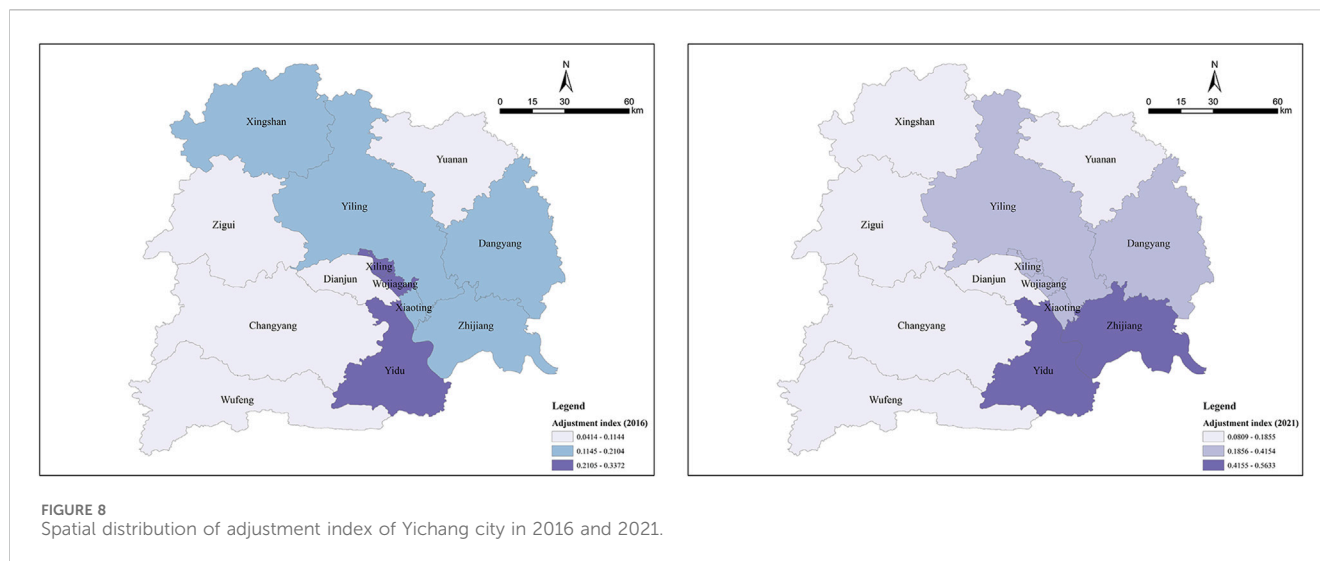 N
0 15 30 60
km
Xingshan
Yuanan
Yiling
Zigui
Dangyang
Xiling
Dianjun
Wujiagang
Xiaoting
Changyang
Zhijiang
Yidu
Wufeng
Legend
Adjustment index (2016)
0.0414 - 0.1144
0.1145 - 0.2104
0.2105 - 0.3372
N
0 15 30 60
km
Xingshan
Yuanan
Yiling
Zigui
Dangyang
Xiling
Dianjun
Wujiagang
Xiaoting
Changyang
Zhijiang
Yidu
Wufeng
Legend
Adjustment index (2021)
0.0809 - 0.1855
0.1856 - 0.4154
0.4155 - 0.5633
FIGURE 8
Spatial distribution of adjustment index of Yichang city in 2016 and 2021.